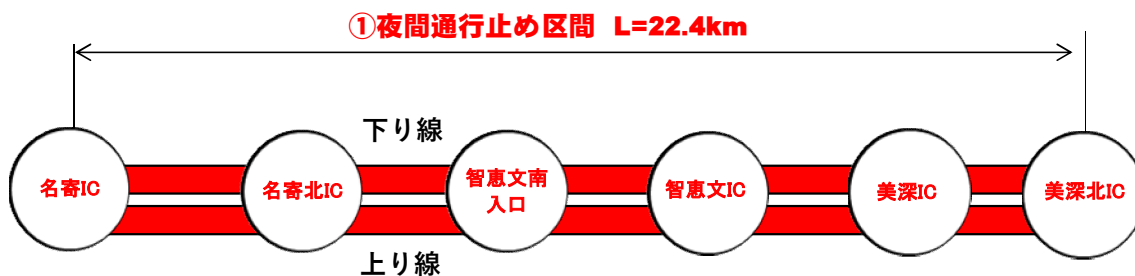 ①夜間通行止め区間 L=22.4km
下り線
名寄IC
名寄北IC
智恵文南
入口
智恵文IC
美深IC
美深北IC
上り線